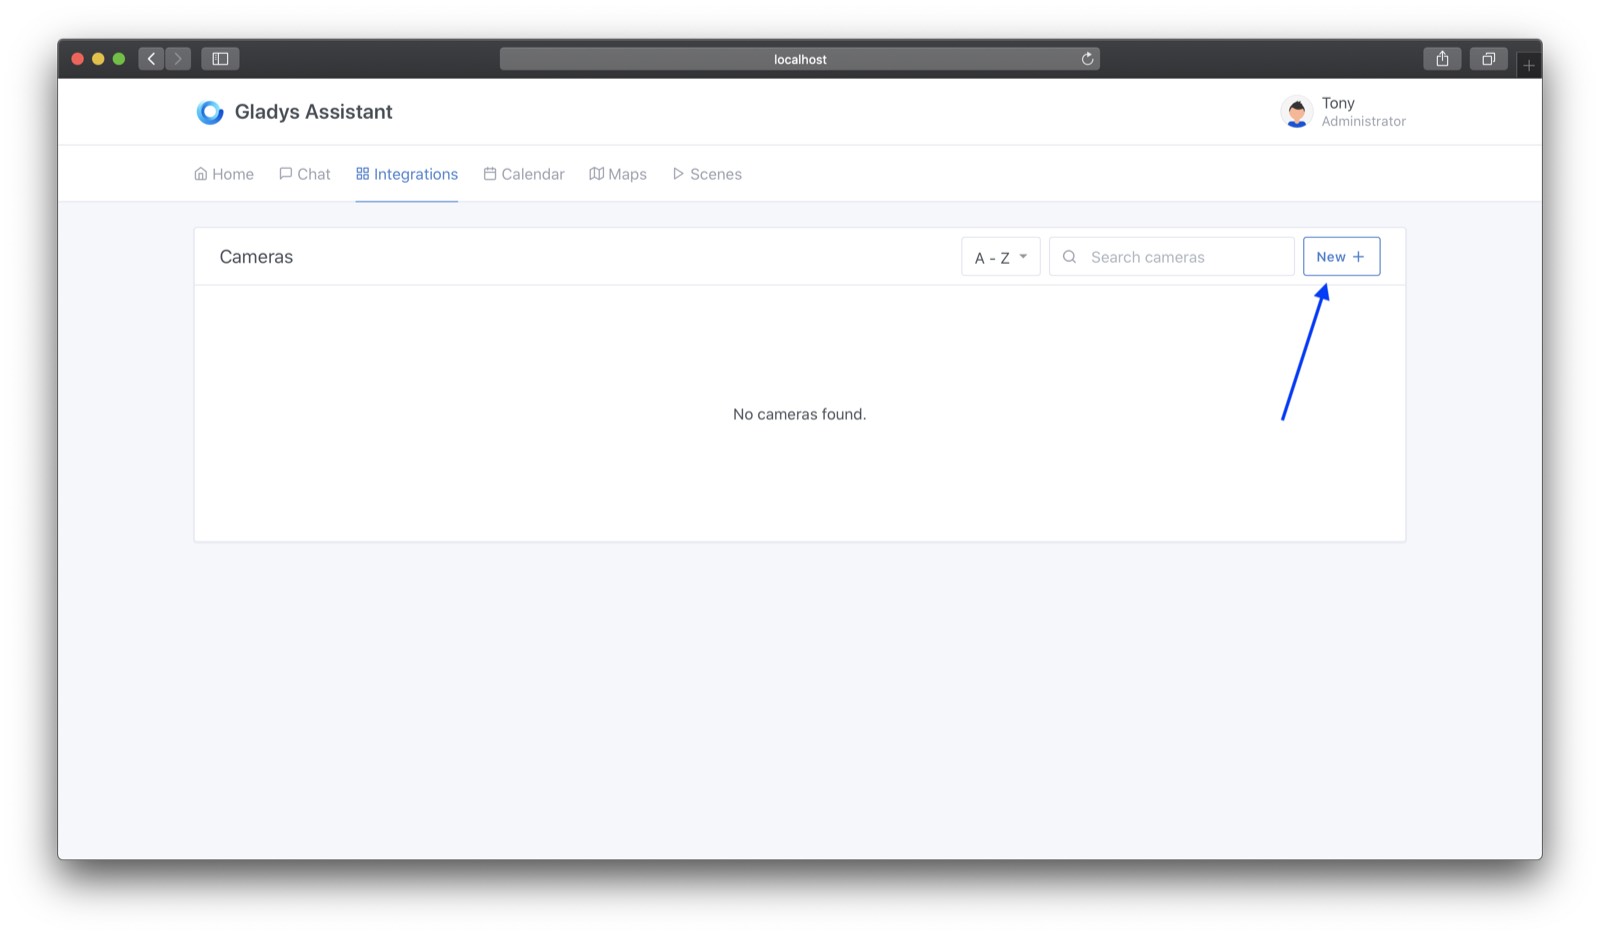 localhost
Gladys Assistant
Tony
Administrator
Home Chat Integrations Calendar Maps Scenes
Cameras A - Z Search cameras New +
No cameras found.